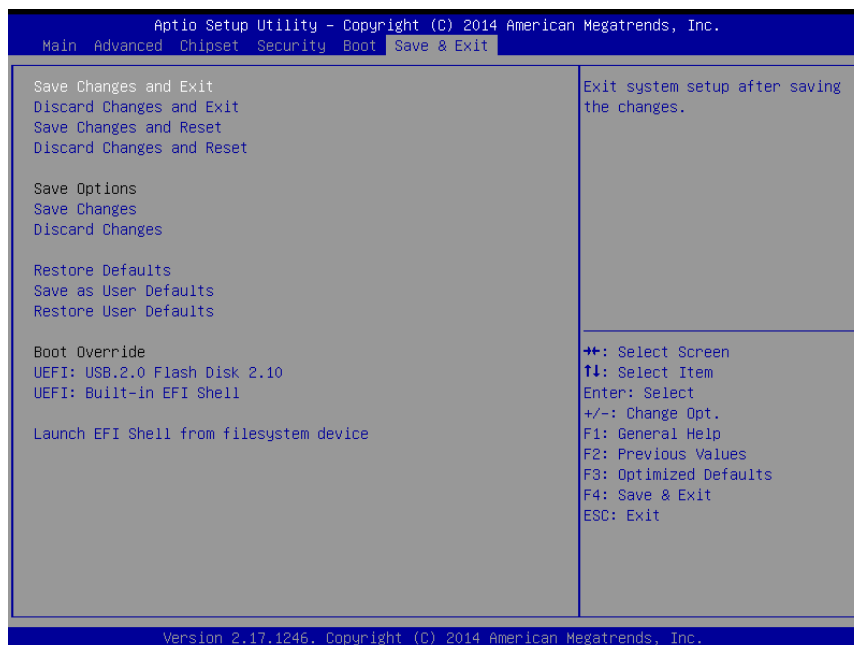 Aptio Setup Utility – Copyright (C) 2014 American Megatrends, Inc.
Main Advanced Chipset Security Boot Save & Exit
Save Changes and Exit
Discard Changes and Exit
Save Changes and Reset
Discard Changes and Reset
Save Options
Save Changes
Discard Changes
Restore Defaults
Save as User Defaults
Restore User Defaults
Boot Override
UEFI: USB.2.0 Flash Disk 2.10
UEFI: Built-in EFI Shell
Launch EFI Shell from filesystem device
Exit system setup after saving
the changes.
→←: Select Screen
↑↓: Select Item
Enter: Select
+/-: Change Opt.
F1: General Help
F2: Previous Values
F3: Optimized Defaults
F4: Save & Exit
ESC: Exit
Version 2.17.1246. Copyright (C) 2014 American Megatrends, Inc.